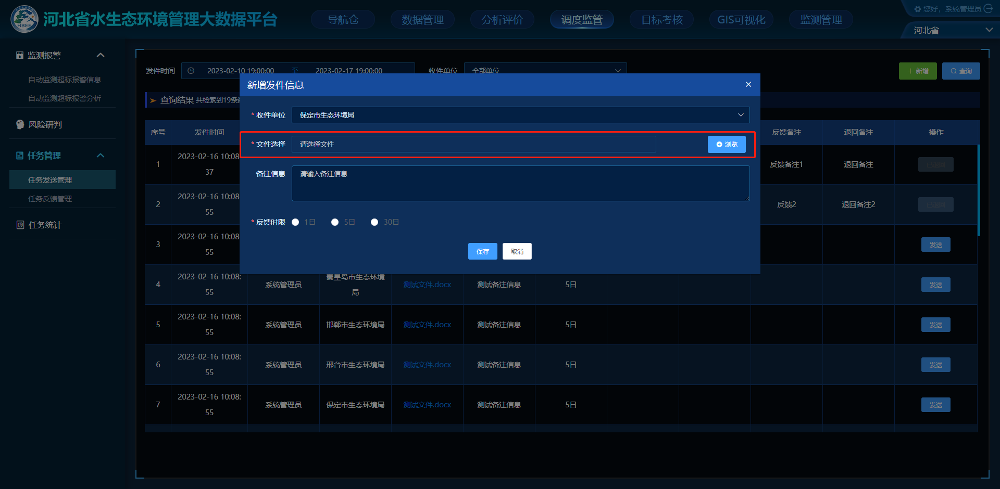 HBEE
河北省水生态环境管理大数据平台
导航仓
数据管理
分析评价
调度监管
目标考核
GIS可视化
监测管理
您好，系统管理员
河北省
监测报警
自动监测超标报警信息
自动监测超标报警分析
风险研判
任务管理
任务发送管理
任务反馈管理
任务统计
发件时间 2023-02-10 19:00:00 至 2023-02-17 19:00:00 收件单位 全部单位
新增 查询
查询结果 共检索到19条
新增发件信息
* 收件单位 保定市生态环境局
* 文件选择 请选择文件 浏览
备注信息 请输入备注信息
* 反馈时限 1日 5日 30日
保存 取消
序号 发件时间 反馈备注 退回备注 操作
1 2023-02-16 10:08 反馈备注1 退回备注
37
2 2023-02-16 10:08 反馈2 退回备注2
55
3 2023-02-16 10:08 发送
55
4 2023-02-16 10:08: 系统管理员 秦皇岛市生态环境 测试文件.docx 测试备注信息 5日 发送
55 局
5 2023-02-16 10:08: 系统管理员 邯郸市生态环境局 测试文件.docx 测试备注信息 5日 发送
55
6 2023-02-16 10:08: 系统管理员 邢台市生态环境局 测试文件.docx 测试备注信息 5日 发送
55
7 2023-02-16 10:08: 系统管理员 保定市生态环境局 测试文件.docx 测试备注信息 5日 发送
55